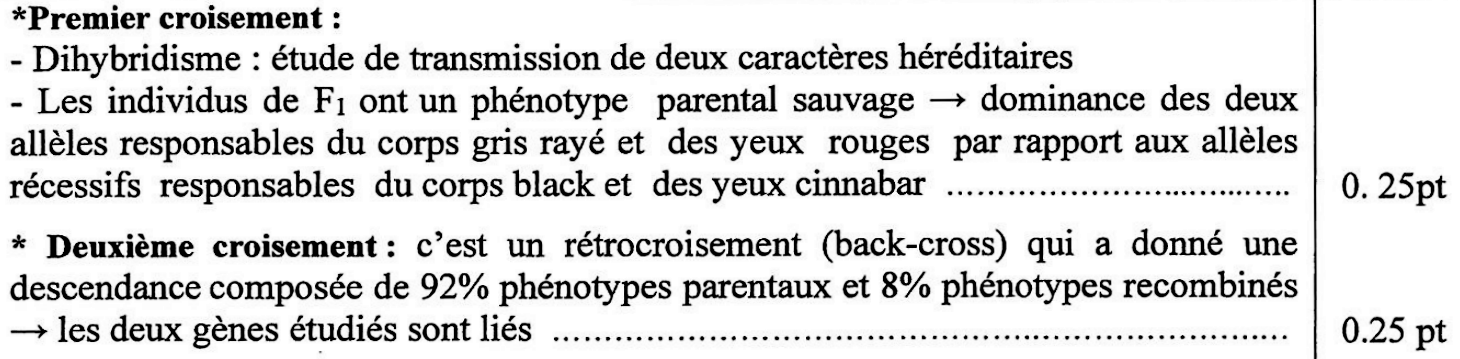 *Premier croisement :
- Dihybridisme : étude de transmission de deux caractères héréditaires
- Les individus de F1 ont un phénotype parental sauvage → dominance des deux
allèles responsables du corps gris rayé et des yeux rouges par rapport aux allèles
récessifs responsables du corps black et des yeux cinnabar ........................................ 0. 25pt
* Deuxième croisement : c'est un rétrocroisement (back-cross) qui a donné une
descendance composée de 92% phénotypes parentaux et 8% phénotypes recombinés
→ les deux gènes étudiés sont liés ................................................................................ 0.25 pt